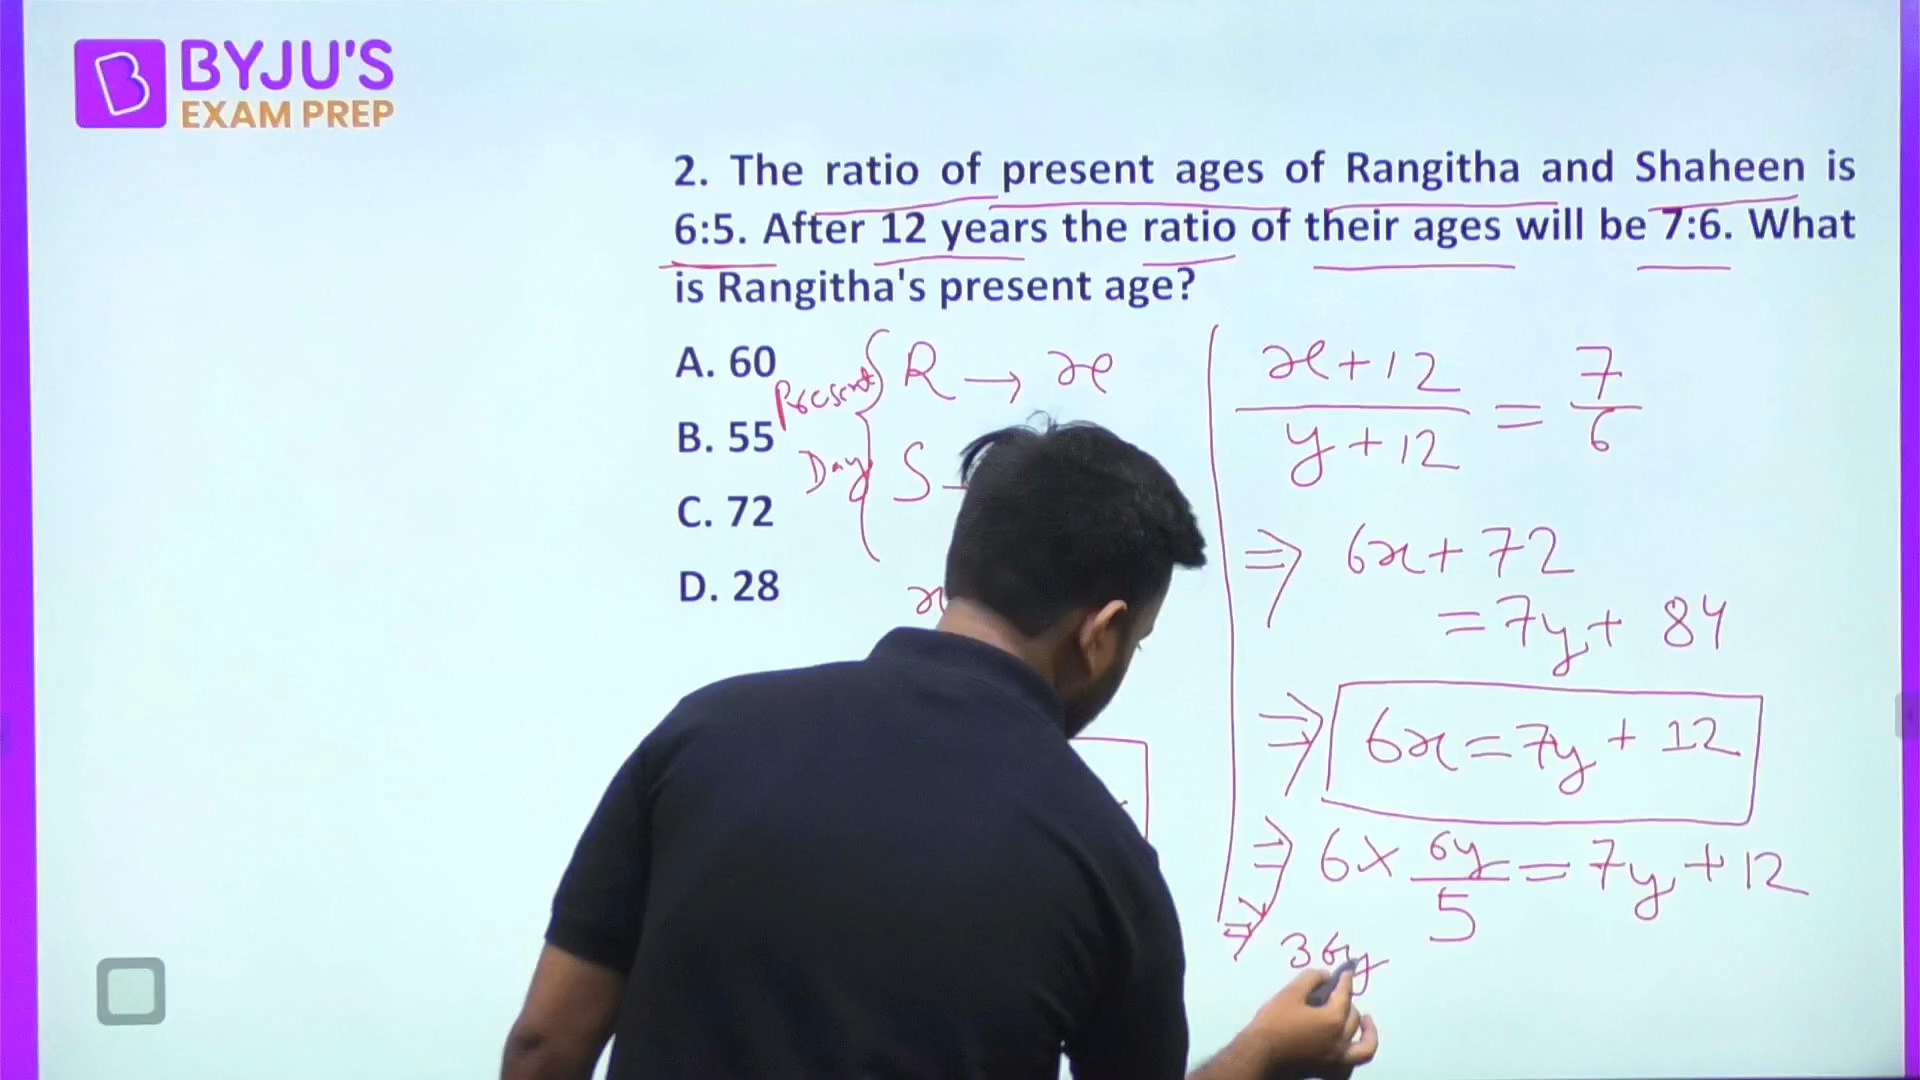 BYJU'S
EXAM PREP
2. The ratio of present ages of Rangitha and Shaheen is
6:5. After 12 years the ratio of their ages will be 7:6. What
is Rangitha's present age?
A. 60
B. 55
C. 72
D. 28
Present
Day
R → x
S
x
x+12 / y+12 = 7/6
⇒ 6x+72
=7y+ 84
⇒ 6x=7y+12
⇒ 6× 6y/5 =7y+12
⇒ 36y